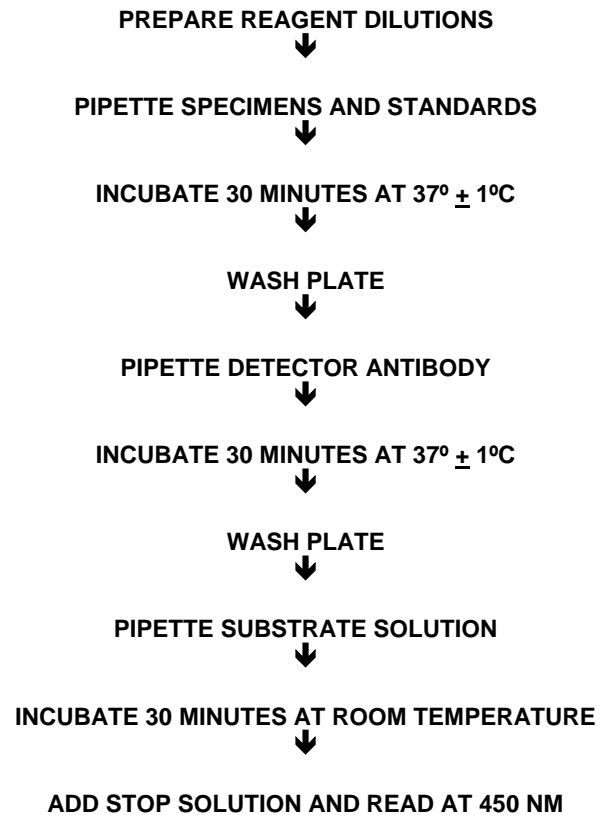 PREPARE REAGENT DILUTIONS
🡻
PIPETTE SPECIMENS AND STANDARDS
🡻
INCUBATE 30 MINUTES AT 37º + 1ºC
🡻
WASH PLATE
🡻
PIPETTE DETECTOR ANTIBODY
🡻
INCUBATE 30 MINUTES AT 37º + 1ºC
🡻
WASH PLATE
🡻
PIPETTE SUBSTRATE SOLUTION
🡻
INCUBATE 30 MINUTES AT ROOM TEMPERATURE
🡻
ADD STOP SOLUTION AND READ AT 450 NM